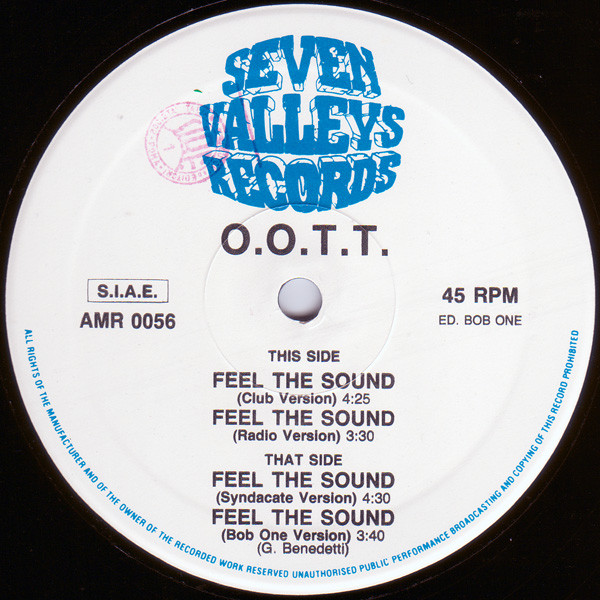 SEVEN
VALLEYS
RECORDS
O.O.T.T.
S.I.A.E.
AMR 0056
45 RPM
ED. BOB ONE
THIS SIDE
FEEL THE SOUND
(Club Version) 4:25
FEEL THE SOUND
(Radio Version) 3:30
THAT SIDE
FEEL THE SOUND
(Syndacate Version) 4:30
FEEL THE SOUND
(Bob One Version) 3:40
(G. Benedetti)
ALL RIGHTS OF THE MANUFACTURER AND OF THE OWNER OF THE RECORDED WORK RESERVED UNAUTHORISED PUBLIC PERFORMANCE BROADCASTING AND COPYING OF THIS RECORD PROHIBITED